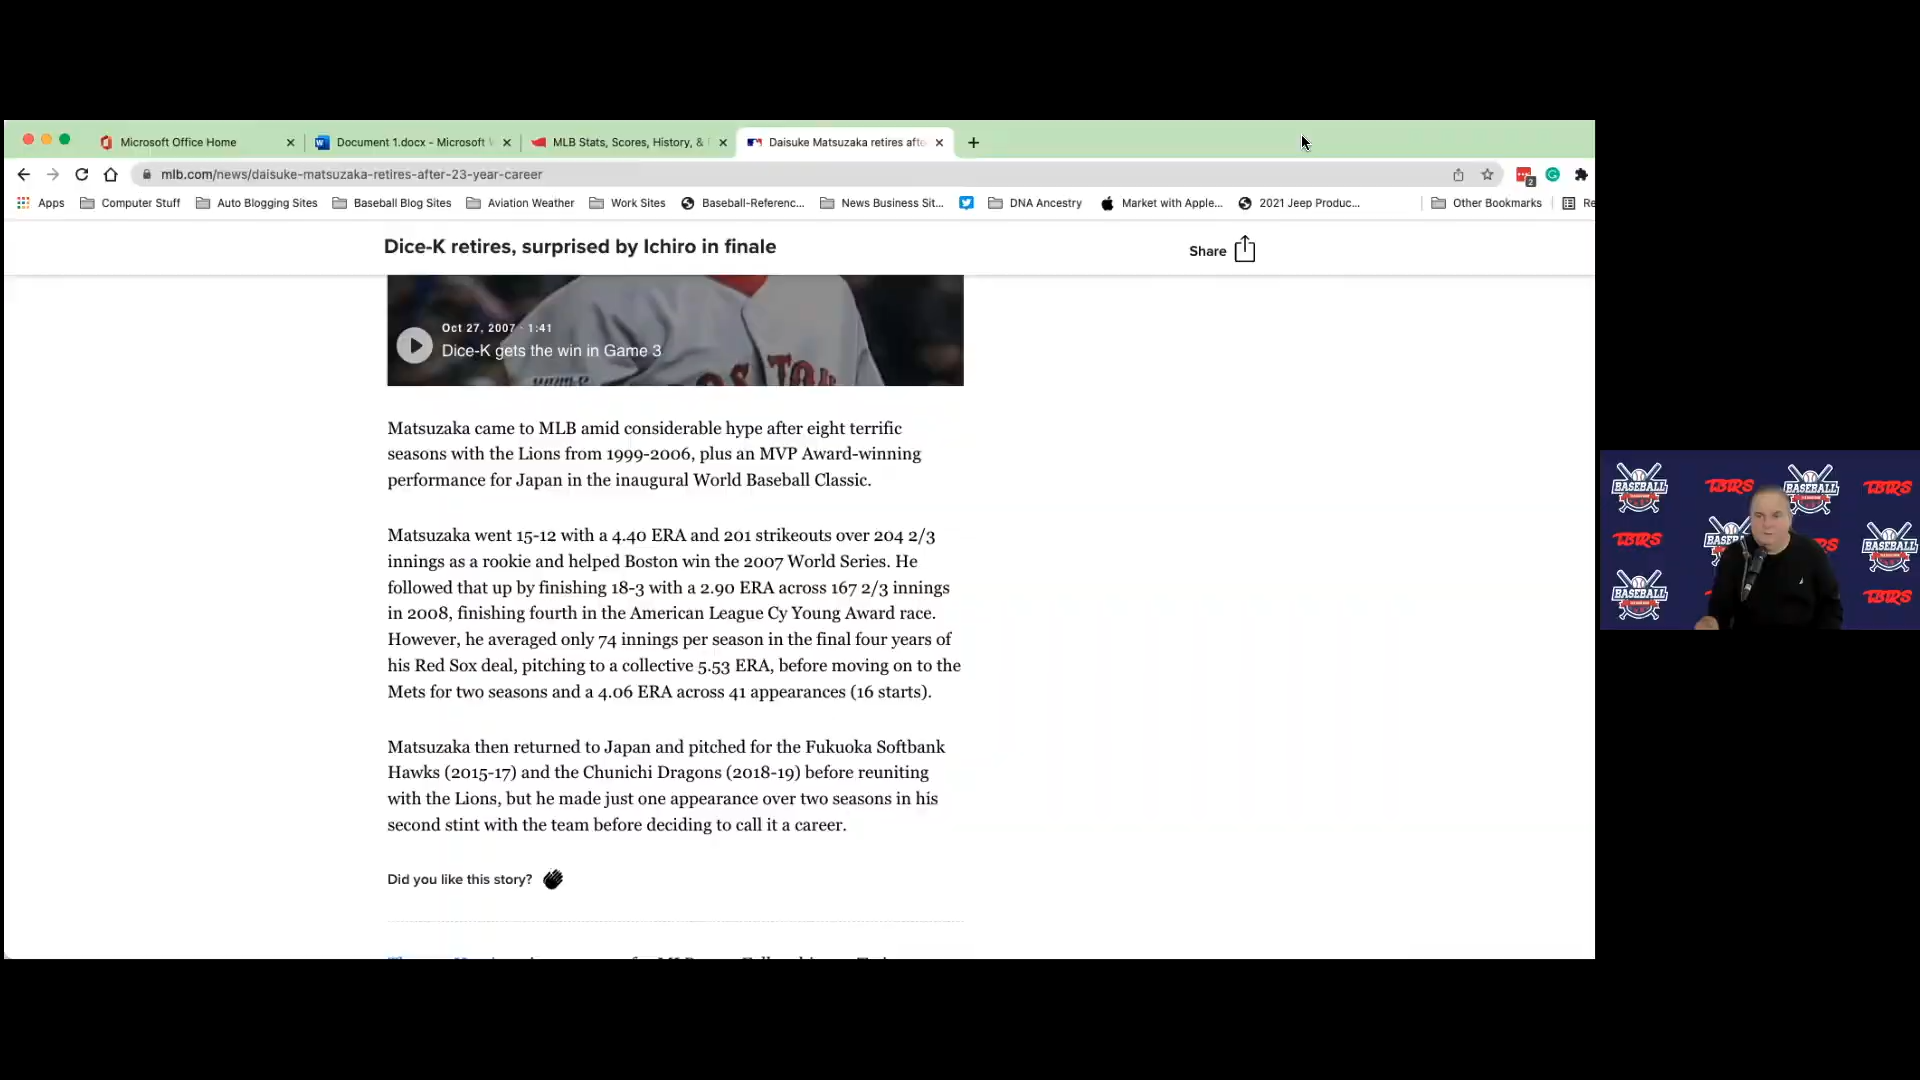 Microsoft Office Home
Document 1.docx - Microsoft
MLB Stats, Scores, History, &
Daisuke Matsuzaka retires afte
mlb.com/news/daisuke-matsuzaka-retires-after-23-year-career
2
Apps
Computer Stuff
Auto Blogging Sites
Baseball Blog Sites
Aviation Weather
Work Sites
Baseball-Referenc...
News Business Sit...
DNA Ancestry
Market with Apple...
2021 Jeep Produc...
Other Bookmarks
Re
Dice-K retires, surprised by Ichiro in finale
Share
Oct 27, 2007 · 1:41
Dice-K gets the win in Game 3
Matsuzaka came to MLB amid considerable hype after eight terrific
seasons with the Lions from 1999-2006, plus an MVP Award-winning
performance for Japan in the inaugural World Baseball Classic.
Matsuzaka went 15-12 with a 4.40 ERA and 201 strikeouts over 204 2/3
innings as a rookie and helped Boston win the 2007 World Series. He
followed that up by finishing 18-3 with a 2.90 ERA across 167 2/3 innings
in 2008, finishing fourth in the American League Cy Young Award race.
However, he averaged only 74 innings per season in the final four years of
his Red Sox deal, pitching to a collective 5.53 ERA, before moving on to the
Mets for two seasons and a 4.06 ERA across 41 appearances (16 starts).
Matsuzaka then returned to Japan and pitched for the Fukuoka Softbank
Hawks (2015-17) and the Chunichi Dragons (2018-19) before reuniting
with the Lions, but he made just one appearance over two seasons in his
second stint with the team before deciding to call it a career.
Did you like this story?
BASEBALL
TBTRS
BASEBALL
TBTRS
TBTRS
BASEBALL
BASEBALL
TBTRS